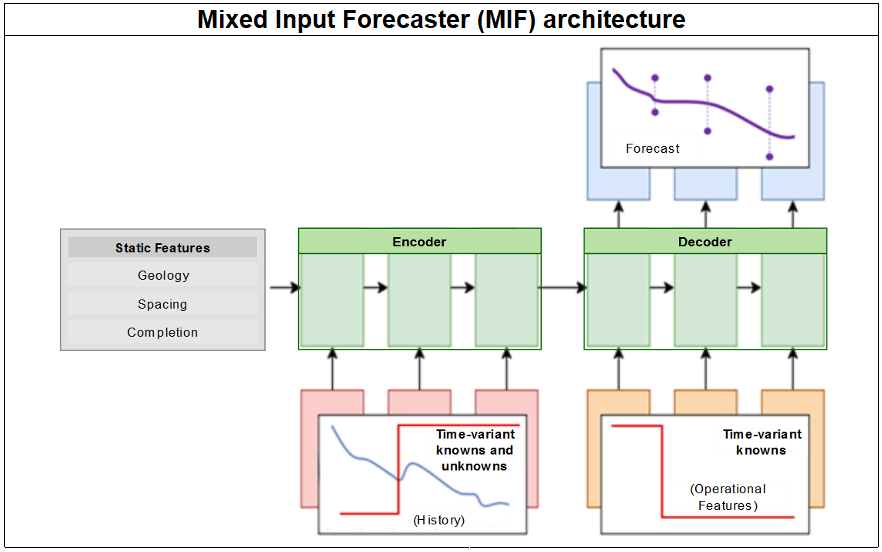 Mixed Input Forecaster (MIF) architecture
Forecast
Static Features
Geology
Spacing
Completion
Encoder
Decoder
Time-variant
knowns and
unknowns
(History)
Time-variant
knowns
(Operational
Features)